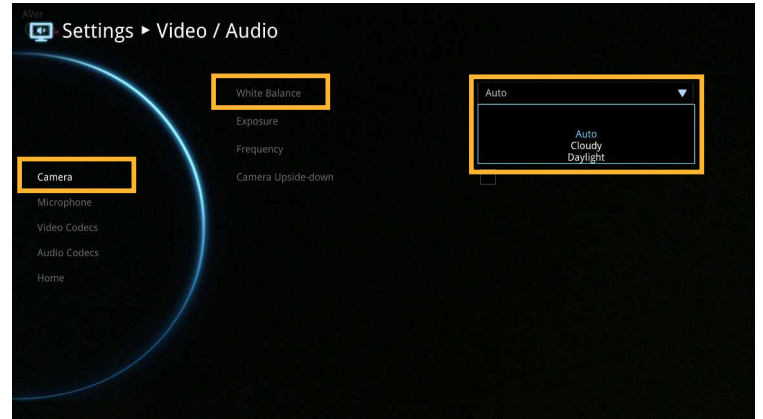 AVer
Settings ▸ Video / Audio
White Balance
Auto
Exposure
Auto
Frequency
Cloudy
Daylight
Camera
Camera Upside-down
Microphone
Video Codecs
Audio Codecs
Home